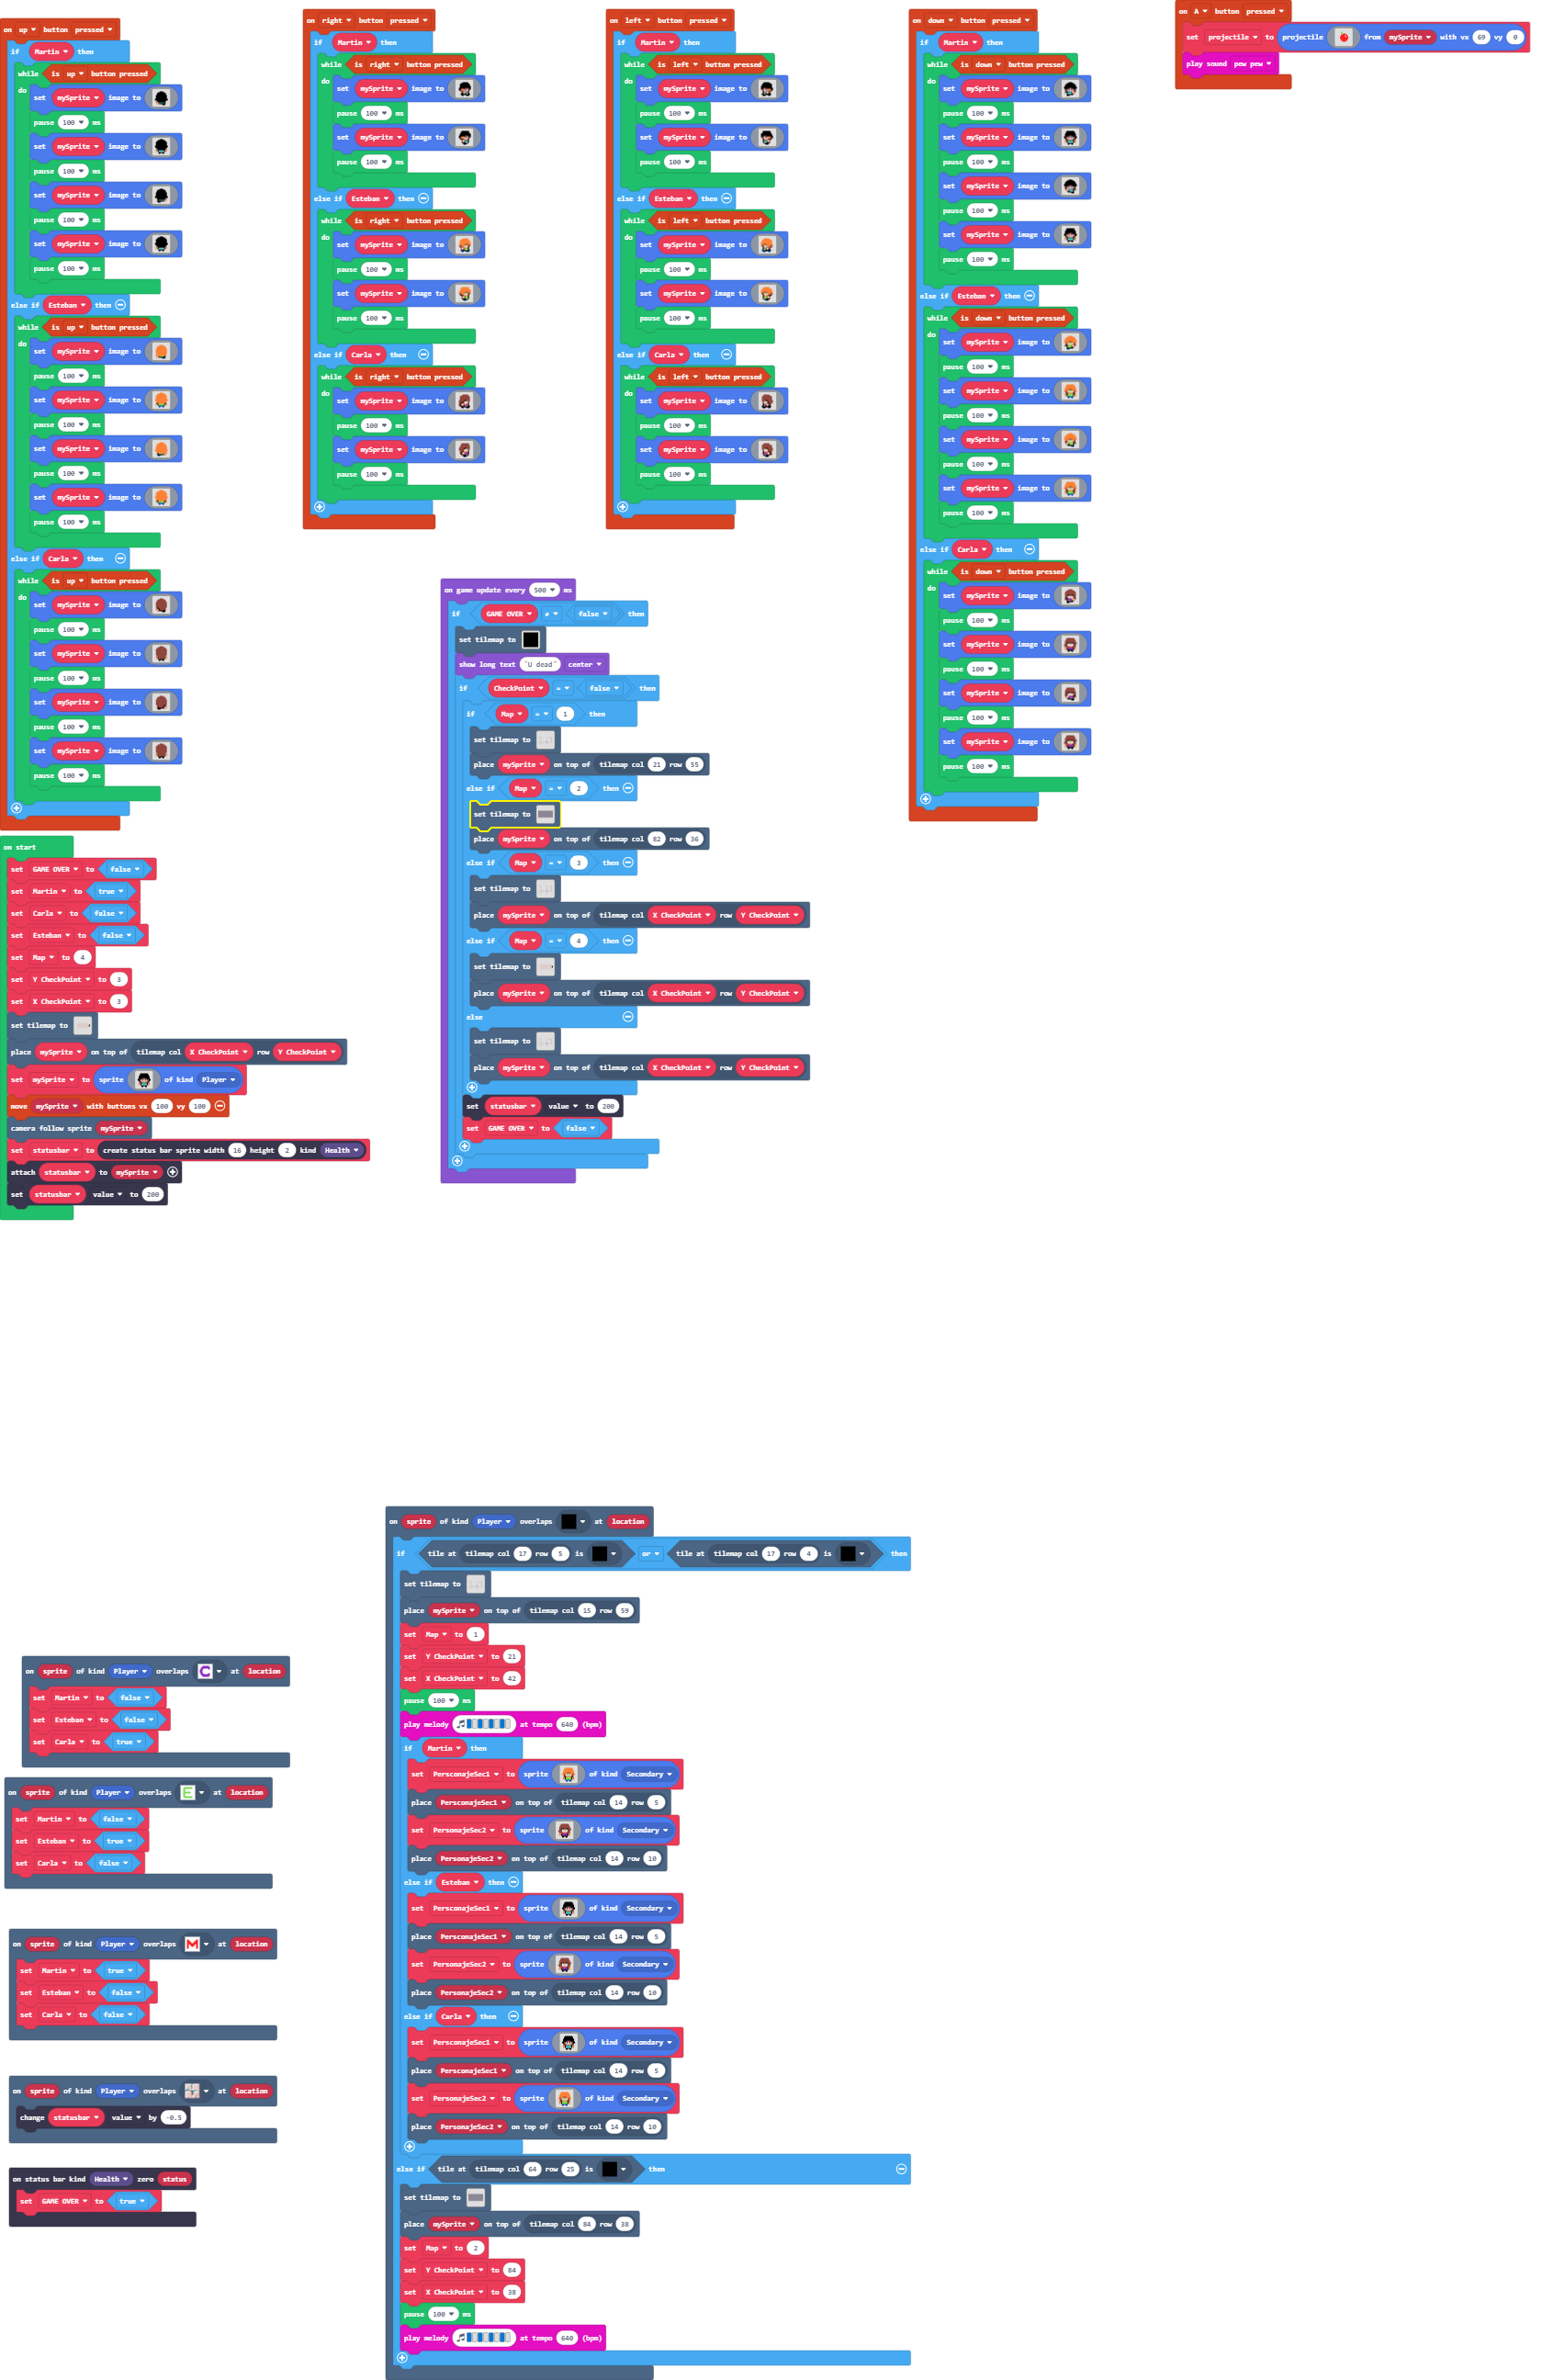 on up button pressed
if Martin then
while is up button pressed
do
set mySprite image to
pause 100 ms
set mySprite image to
pause 100 ms
set mySprite image to
pause 100 ms
set mySprite image to
pause 100 ms
else if Esteban then
while is up button pressed
do
set mySprite image to
pause 100 ms
set mySprite image to
pause 100 ms
set mySprite image to
pause 100 ms
set mySprite image to
pause 100 ms
else if Carla then
while is up button pressed
do
set mySprite image to
pause 100 ms
set mySprite image to
pause 100 ms
set mySprite image to
pause 100 ms
set mySprite image to
pause 100 ms
on right button pressed
if Martin then
while is right button pressed
do
set mySprite image to
pause 100 ms
set mySprite image to
pause 100 ms
else if Esteban then
while is right button pressed
do
set mySprite image to
pause 100 ms
set mySprite image to
pause 100 ms
else if Carla then
while is right button pressed
do
set mySprite image to
pause 100 ms
set mySprite image to
pause 100 ms
on left button pressed
if Martin then
while is left button pressed
do
set mySprite image to
pause 100 ms
set mySprite image to
pause 100 ms
else if Esteban then
while is left button pressed
do
set mySprite image to
pause 100 ms
set mySprite image to
pause 100 ms
else if Carla then
while is left button pressed
do
set mySprite image to
pause 100 ms
set mySprite image to
pause 100 ms
on down button pressed
if Martin then
while is down button pressed
do
set mySprite image to
pause 100 ms
set mySprite image to
pause 100 ms
set mySprite image to
pause 100 ms
set mySprite image to
pause 100 ms
else if Esteban then
while is down button pressed
do
set mySprite image to
pause 100 ms
set mySprite image to
pause 100 ms
set mySprite image to
pause 100 ms
set mySprite image to
pause 100 ms
else if Carla then
while is down button pressed
do
set mySprite image to
pause 100 ms
set mySprite image to
pause 100 ms
set mySprite image to
pause 100 ms
set mySprite image to
pause 100 ms
on A button pressed
set projectile to projectile from mySprite with vx 69 vy 0
play sound pew pew
on start
set GAME OVER to false
set Martin to true
set Carla to false
set Esteban to false
set Map to 4
set Y CheckPoint to 3
set X CheckPoint to 3
set tilemap to
place mySprite on top of tilemap col X CheckPoint row Y CheckPoint
set mySprite to sprite of kind Player
move mySprite with buttons vx 100 vy 100
camera follow sprite mySprite
set statusbar to create status bar sprite width 16 height 2 kind Health
attach statusbar to mySprite
set statusbar value to 200
on game update every 500 ms
if GAME OVER ≠ false then
set tilemap to
show long text "U dead" center
if CheckPoint = false then
if Map = 1 then
set tilemap to
place mySprite on top of tilemap col 21 row 55
else if Map = 2 then
set tilemap to
place mySprite on top of tilemap col 82 row 36
else if Map = 3 then
set tilemap to
place mySprite on top of tilemap col X CheckPoint row Y CheckPoint
else if Map = 4 then
set tilemap to
place mySprite on top of tilemap col X CheckPoint row Y CheckPoint
else
set tilemap to
place mySprite on top of tilemap col X CheckPoint row Y CheckPoint
set statusbar value to 200
set GAME OVER to false
on sprite of kind Player overlaps C at location
set Martin to false
set Esteban to false
set Carla to true
on sprite of kind Player overlaps E at location
set Martin to false
set Esteban to true
set Carla to false
on sprite of kind Player overlaps M at location
set Martin to true
set Esteban to false
set Carla to false
on sprite of kind Player overlaps at location
change statusbar value by -0.5
on status bar kind Health zero status
set GAME OVER to true
on sprite of kind Player overlaps at location
if tile at tilemap col 17 row 5 is or tile at tilemap col 17 row 4 is then
set tilemap to
place mySprite on top of tilemap col 15 row 59
set Map to 1
set Y CheckPoint to 21
set X CheckPoint to 42
pause 100 ms
play melody at tempo 640 (bpm)
if Martin then
set PersconajeSec1 to sprite of kind Secondary
place PersconajeSec1 on top of tilemap col 14 row 5
set PersonajeSec2 to sprite of kind Secondary
place PersonajeSec2 on top of tilemap col 14 row 10
else if Esteban then
set PersconajeSec1 to sprite of kind Secondary
place PersconajeSec1 on top of tilemap col 14 row 5
set PersonajeSec2 to sprite of kind Secondary
place PersonajeSec2 on top of tilemap col 14 row 10
else if Carla then
set PersconajeSec1 to sprite of kind Secondary
place PersconajeSec1 on top of tilemap col 14 row 5
set PersonajeSec2 to sprite of kind Secondary
place PersonajeSec2 on top of tilemap col 14 row 10
else if tile at tilemap col 64 row 25 is then
set tilemap to
place mySprite on top of tilemap col 84 row 38
set Map to 2
set Y CheckPoint to 84
set X CheckPoint to 38
pause 100 ms
play melody at tempo 640 (bpm)